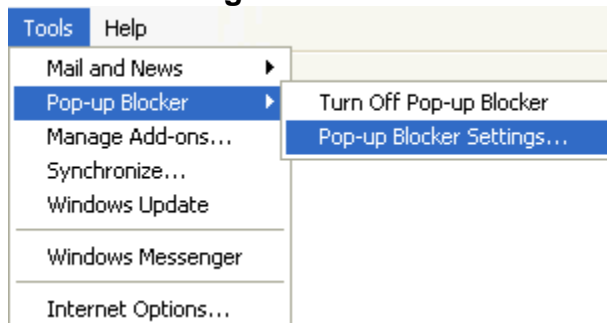 Tools Help
Mail and News
Pop-up Blocker
Turn Off Pop-up Blocker
Manage Add-ons...
Pop-up Blocker Settings...
Synchronize...
Windows Update
Windows Messenger
Internet Options...